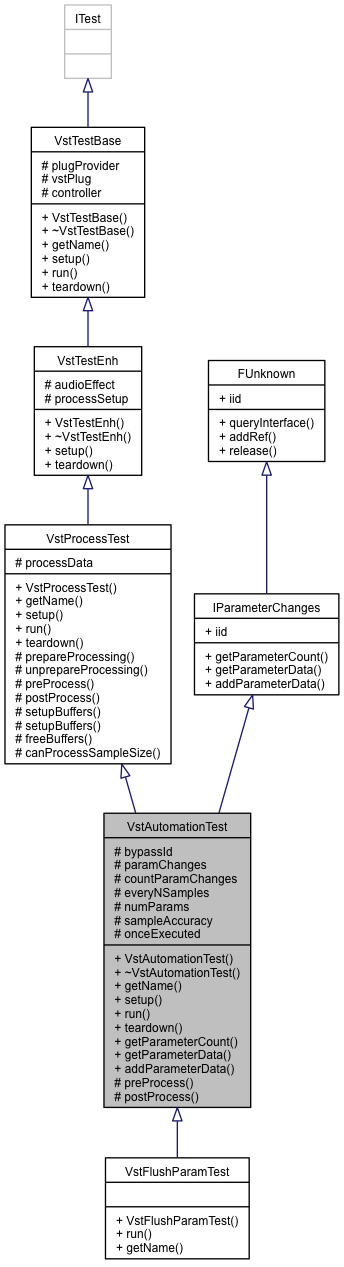 ITest
VstTestBase
# plugProvider
# vstPlug
# controller
+ VstTestBase()
+ ~VstTestBase()
+ getName()
+ setup()
+ run()
+ teardown()
VstTestEnh
# audioEffect
# processSetup
+ VstTestEnh()
+ ~VstTestEnh()
+ setup()
+ teardown()
FUnknown
+ iid
+ queryInterface()
+ addRef()
+ release()
VstProcessTest
# processData
+ VstProcessTest()
+ getName()
+ setup()
+ run()
+ teardown()
# prepareProcessing()
# unprepareProcessing()
# preProcess()
# postProcess()
# setupBuffers()
# setupBuffers()
# freeBuffers()
# canProcessSampleSize()
IParameterChanges
+ iid
+ getParameterCount()
+ getParameterData()
+ addParameterData()
VstAutomationTest
# bypassId
# paramChanges
# countParamChanges
# everyNSamples
# numParams
# sampleAccuracy
# onceExecuted
+ VstAutomationTest()
+ ~VstAutomationTest()
+ getName()
+ setup()
+ run()
+ teardown()
+ getParameterCount()
+ getParameterData()
+ addParameterData()
# preProcess()
# postProcess()
VstFlushParamTest
+ VstFlushParamTest()
+ run()
+ getName()